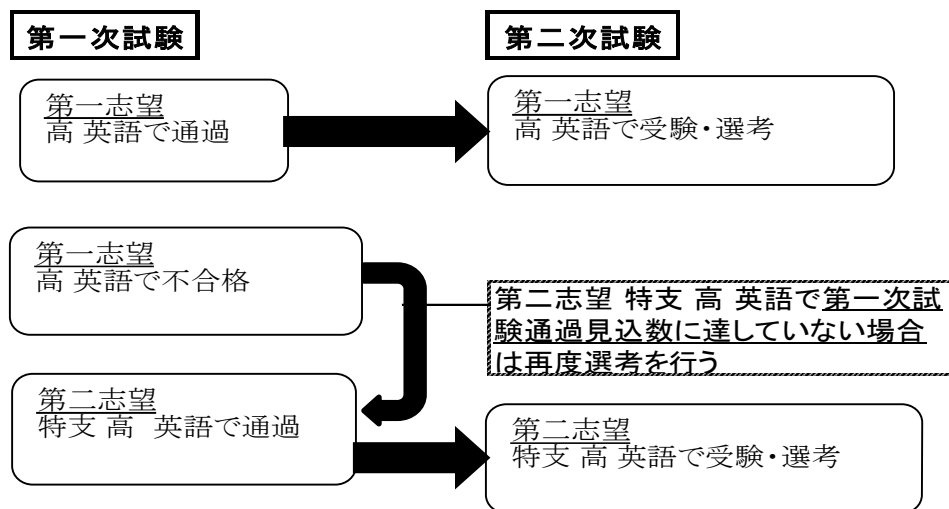 第一次試験
第二次試験
第一志望
高 英語で通過
第一志望
高 英語で受験・選考
第一志望
高 英語で不合格
第二志望 特支 高 英語で第一次試
験通過見込数に達していない場合
は再度選考を行う
第二志望
特支 高 英語で通過
第二志望
特支 高 英語で受験・選考